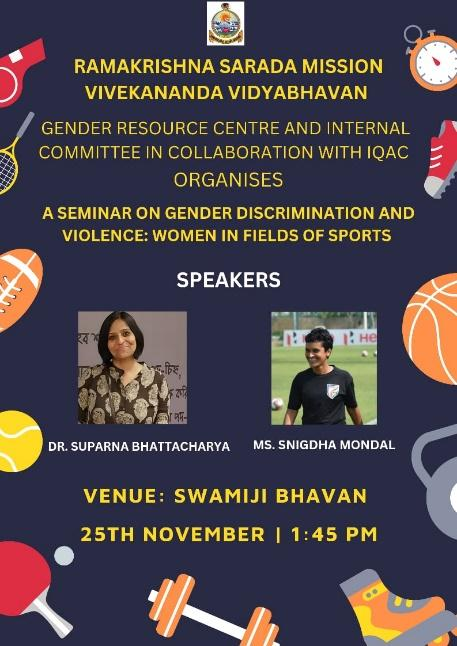 RAMAKRISHNA SARADA MISSION
VIVEKANANDA VIDYABHAVAN
GENDER RESOURCE CENTRE AND INTERNAL
COMMITTEE IN COLLABORATION WITH IQAC
ORGANISES
A SEMINAR ON GENDER DISCRIMINATION AND
VIOLENCE: WOMEN IN FIELDS OF SPORTS
SPEAKERS
DR. SUPARNA BHATTACHARYA
MS. SNIGDHA MONDAL
VENUE: SWAMIJI BHAVAN
25TH NOVEMBER | 1:45 PM